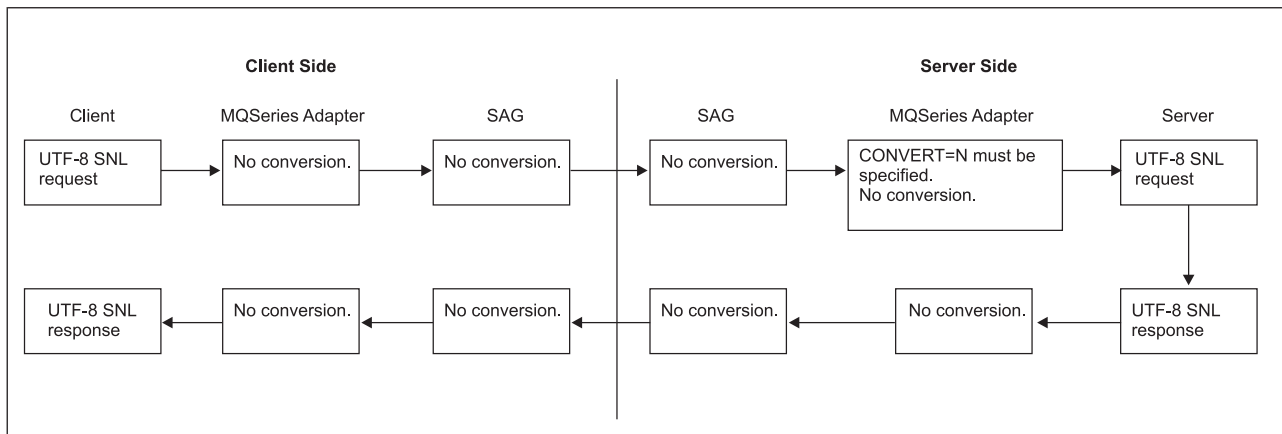 Client Side
Server Side
Client
MQSeries Adapter
SAG
SAG
MQSeries Adapter
Server
UTF-8 SNL
request
No conversion.
No conversion.
No conversion.
CONVERT=N must be
specified.
No conversion.
UTF-8 SNL
request
UTF-8 SNL
response
No conversion.
No conversion.
No conversion.
No conversion.
UTF-8 SNL
response